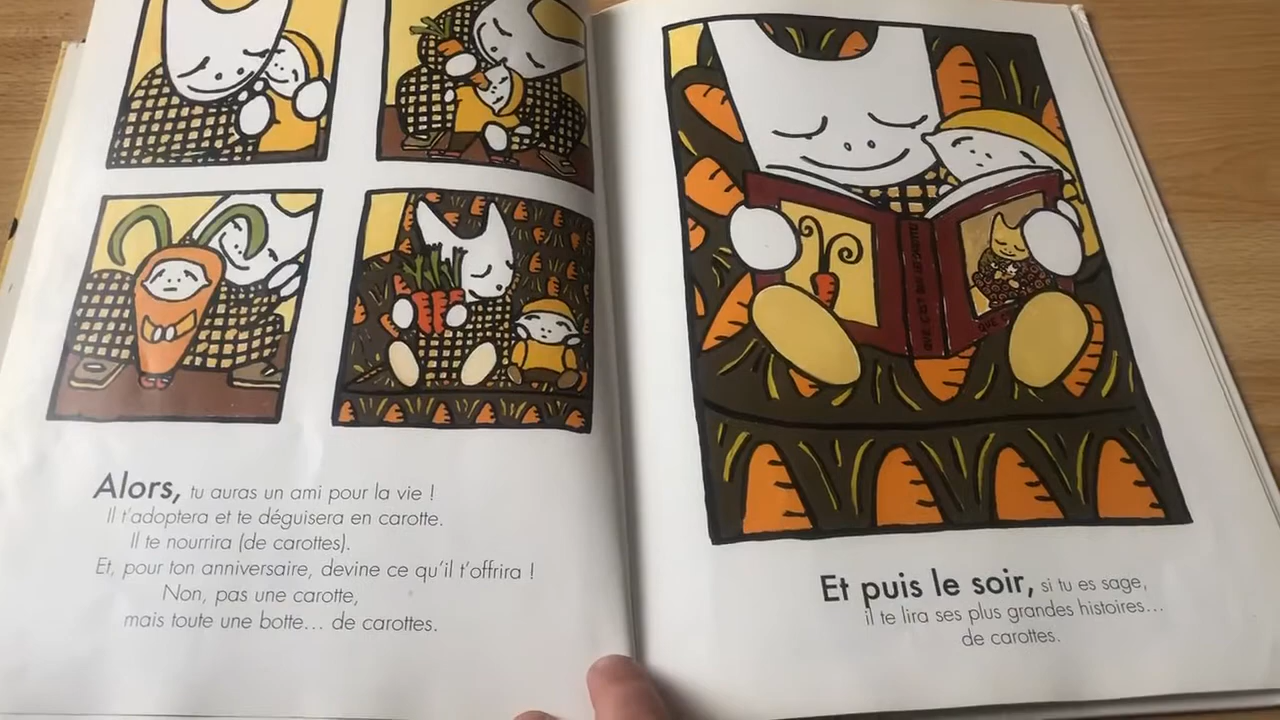 Alors, tu auras un ami pour la vie !
Il t'adoptera et te déguisera en carotte.
Il te nourrira (de carottes).
Et, pour ton anniversaire, devine ce qu'il t'offrira !
Non, pas une carotte,
mais toute une botte... de carottes.
Et puis le soir, si tu es sage,
il te lira ses plus grandes histoires...
de carottes.